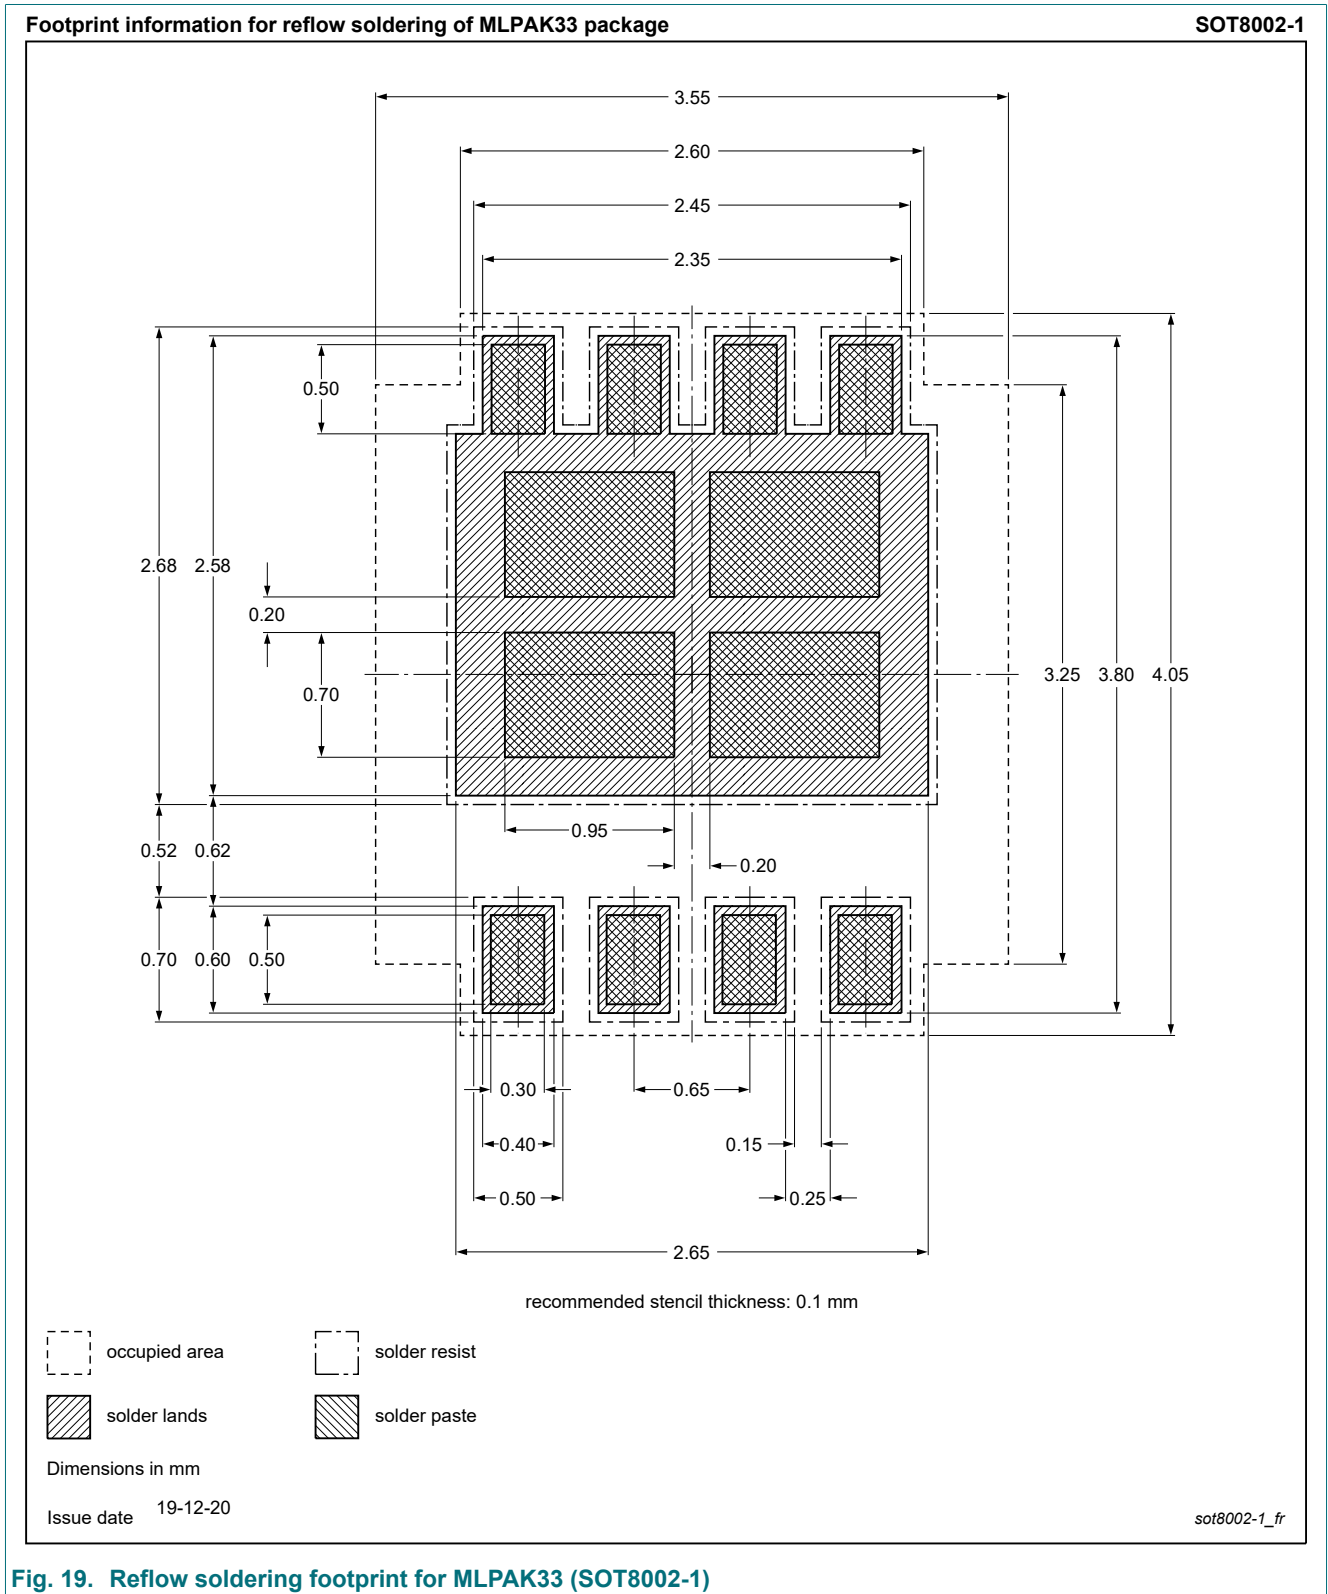 Footprint information for reflow soldering of MLPAK33 package SOT8002-1
3.55
2.60
2.45
2.35
0.50
2.68 2.58
0.20
3.25 3.80 4.05
0.70
0.95
0.52 0.62
0.20
0.70 0.60 0.50
0.30 0.65
0.40 0.15
0.50 0.25
2.65
recommended stencil thickness: 0.1 mm
occupied area solder resist
solder lands solder paste
Dimensions in mm
Issue date 19-12-20
sot8002-1_fr
Fig. 19. Reflow soldering footprint for MLPAK33 (SOT8002-1)